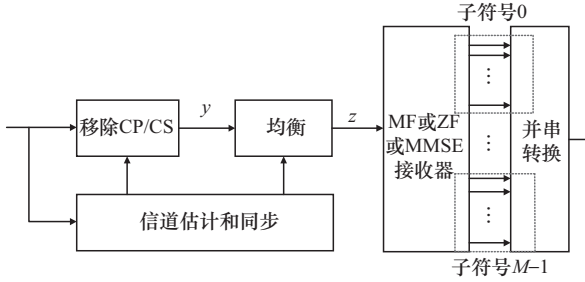 子符号0
移除CP/CS
y
均衡
z
MF或ZF
或MMSE
接收器
并串
转换
信道估计和同步
子符号M−1